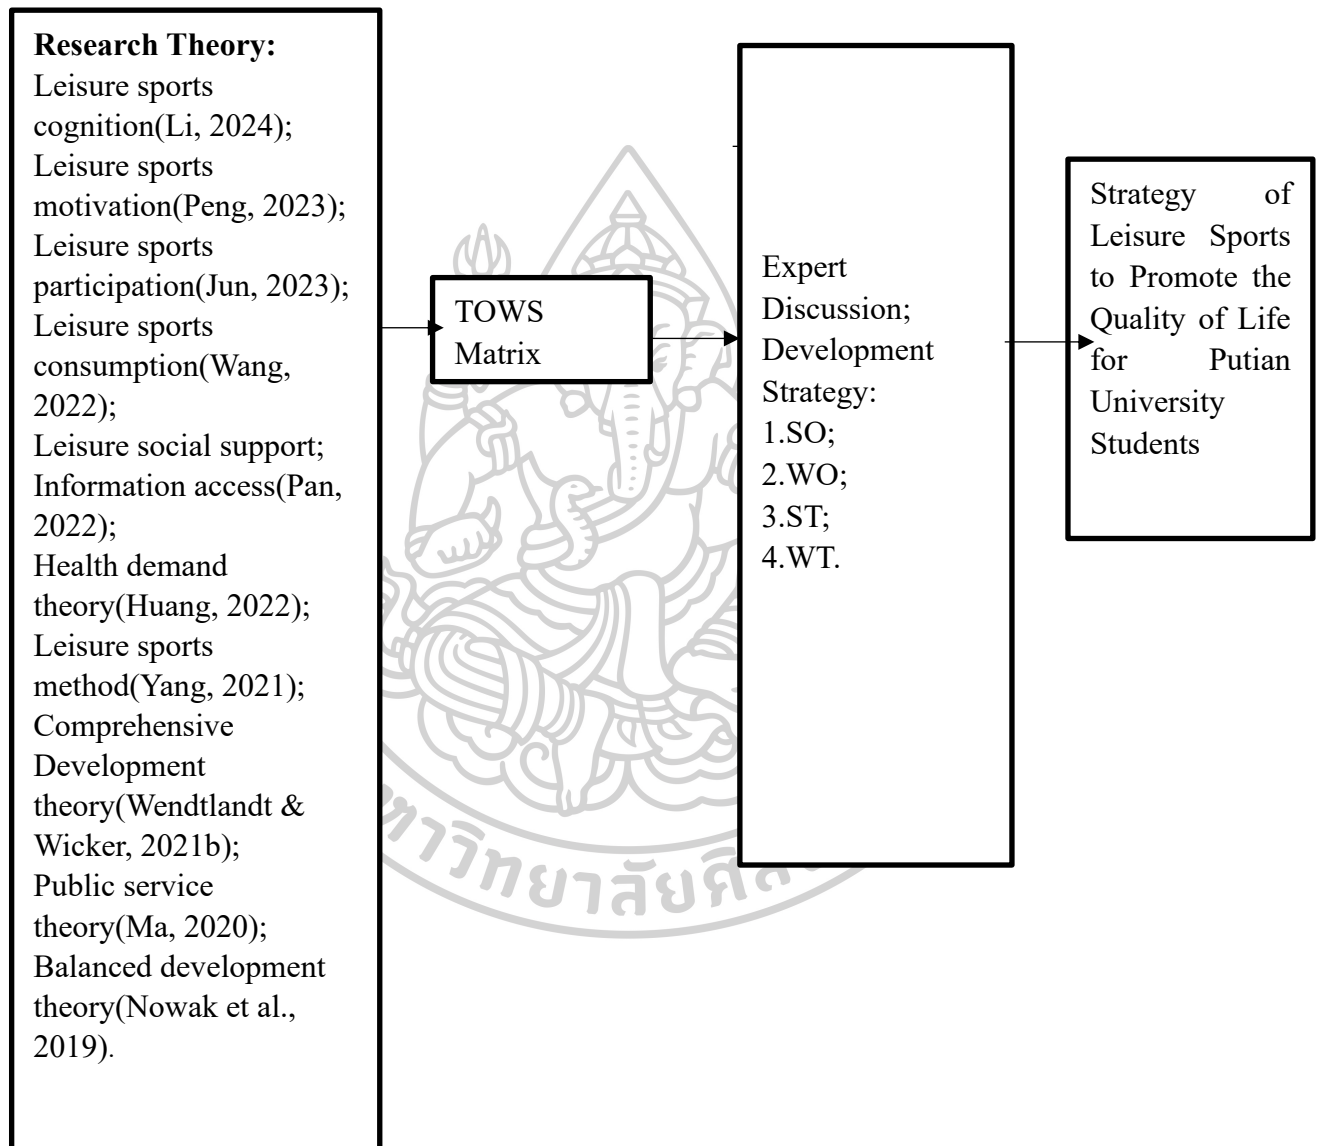 Research Theory:
Leisure sports
cognition(Li, 2024);
Leisure sports
motivation(Peng, 2023);
Leisure sports
participation(Jun, 2023);
Leisure sports
consumption(Wang,
2022);
Leisure social support;
Information access(Pan,
2022);
Health demand
theory(Huang, 2022);
Leisure sports
method(Yang, 2021);
Comprehensive
Development
theory(Wendtlandt &
Wicker, 2021b);
Public service
theory(Ma, 2020);
Balanced development
theory(Nowak et al.,
2019).
TOWS
Matrix
Expert
Discussion;
Development
Strategy:
1.SO;
2.WO;
3.ST;
4.WT.
Strategy of
Leisure Sports
to Promote the
Quality of Life
for Putian
University
Students